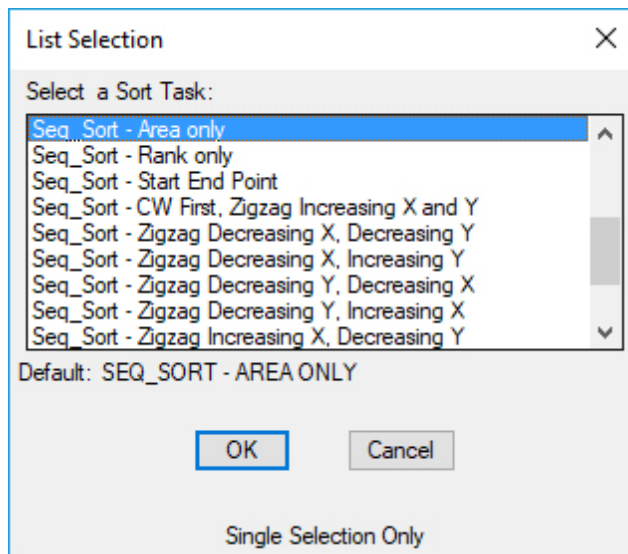 List Selection
Select a Sort Task:
Seq_Sort - Area only
Seq_Sort - Rank only
Seq_Sort - Start End Point
Seq_Sort - CW First, Zigzag Increasing X and Y
Seq_Sort - Zigzag Decreasing X, Decreasing Y
Seq_Sort - Zigzag Decreasing X, Increasing Y
Seq_Sort - Zigzag Decreasing Y, Decreasing X
Seq_Sort - Zigzag Decreasing Y, Increasing X
Seq_Sort - Zigzag Increasing X, Decreasing Y
Default: SEQ_SORT - AREA ONLY
OK Cancel
Single Selection Only